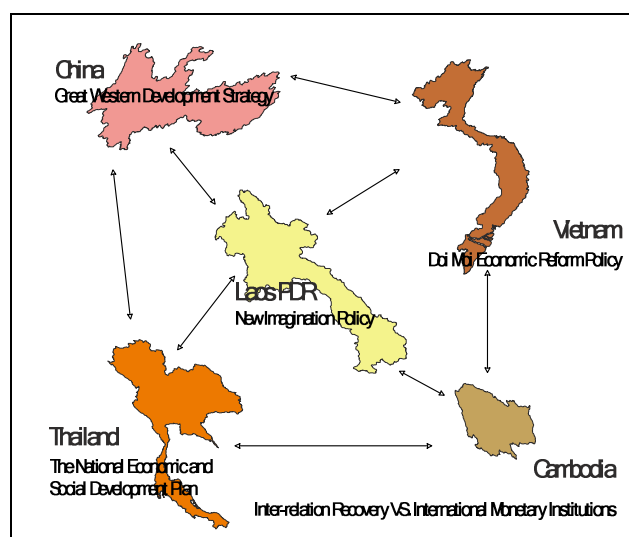 China
Great Western Development Strategy
Vietnam
Doi Moi Economic Reform Policy
Laos PDR
New Imagination Policy
Thailand
The National Economic and
Social Development Plan
Cambodia
Inter-relation Recovery VS. International Monetary Institutions